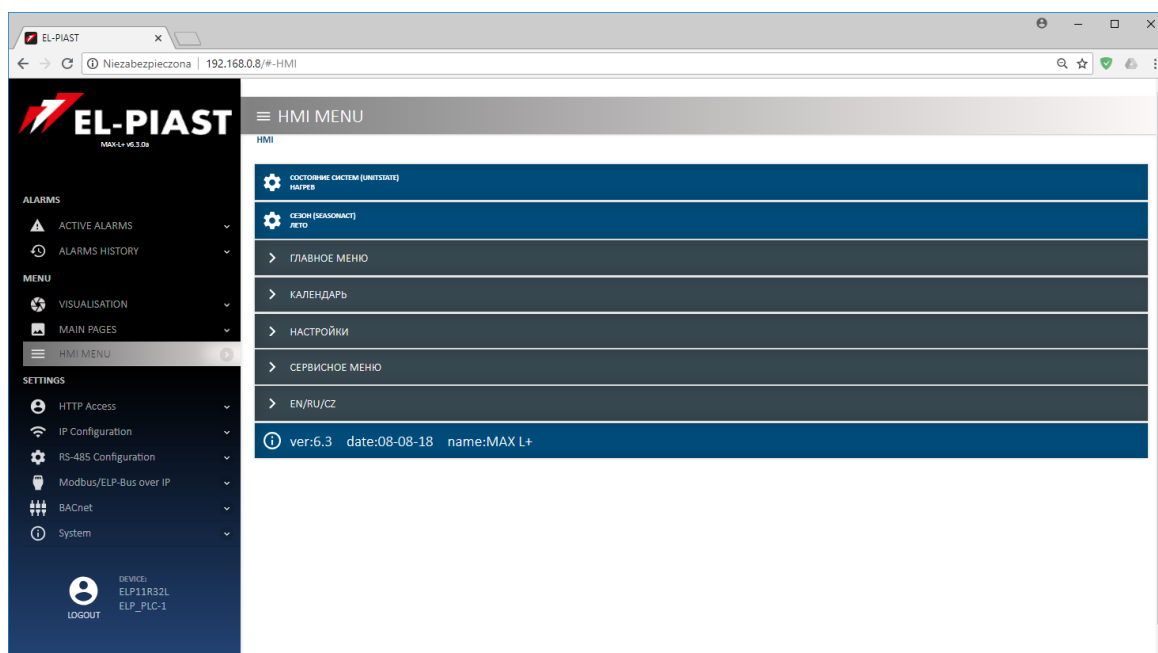 EL-PIAST
Niezabezpieczona | 192.168.0.8/#-HMI
EL-PIAST
MAX-L+ v6.3.0a
ALARMS
ACTIVE ALARMS
ALARMS HISTORY
MENU
VISUALISATION
MAIN PAGES
HMI MENU
SETTINGS
HTTP Access
IP Configuration
RS-485 Configuration
Modbus/ELP-Bus over IP
BACnet
System
LOGOUT
DEVICE:
ELP11R32L
ELP_PLC-1
HMI MENU
HMI
СОСТОЯНИЕ СИСТЕМ (UNITSTATE)
НАГРЕВ
СЕЗОН (SEASONACT)
ЛЕТО
ГЛАВНОЕ МЕНЮ
КАЛЕНДАРЬ
НАСТРОЙКИ
СЕРВИСНОЕ МЕНЮ
EN/RU/CZ
ver:6.3 date:08-08-18 name:MAX L+